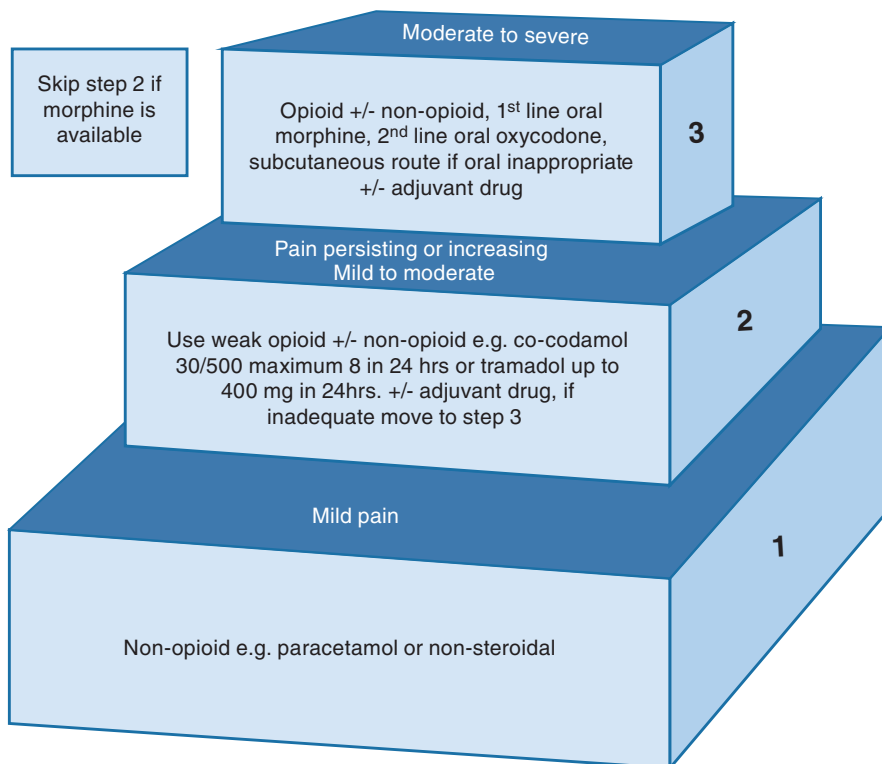 Skip step 2 if
morphine is
available
Moderate to severe
Opioid +/- non-opioid, 1st line oral
morphine, 2nd line oral oxycodone,
subcutaneous route if oral inappropriate
+/- adjuvant drug
3
Pain persisting or increasing
Mild to moderate
Use weak opioid +/- non-opioid e.g. co-codamol
30/500 maximum 8 in 24 hrs or tramadol up to
400 mg in 24hrs. +/- adjuvant drug, if
inadequate move to step 3
2
Mild pain
Non-opioid e.g. paracetamol or non-steroidal
1